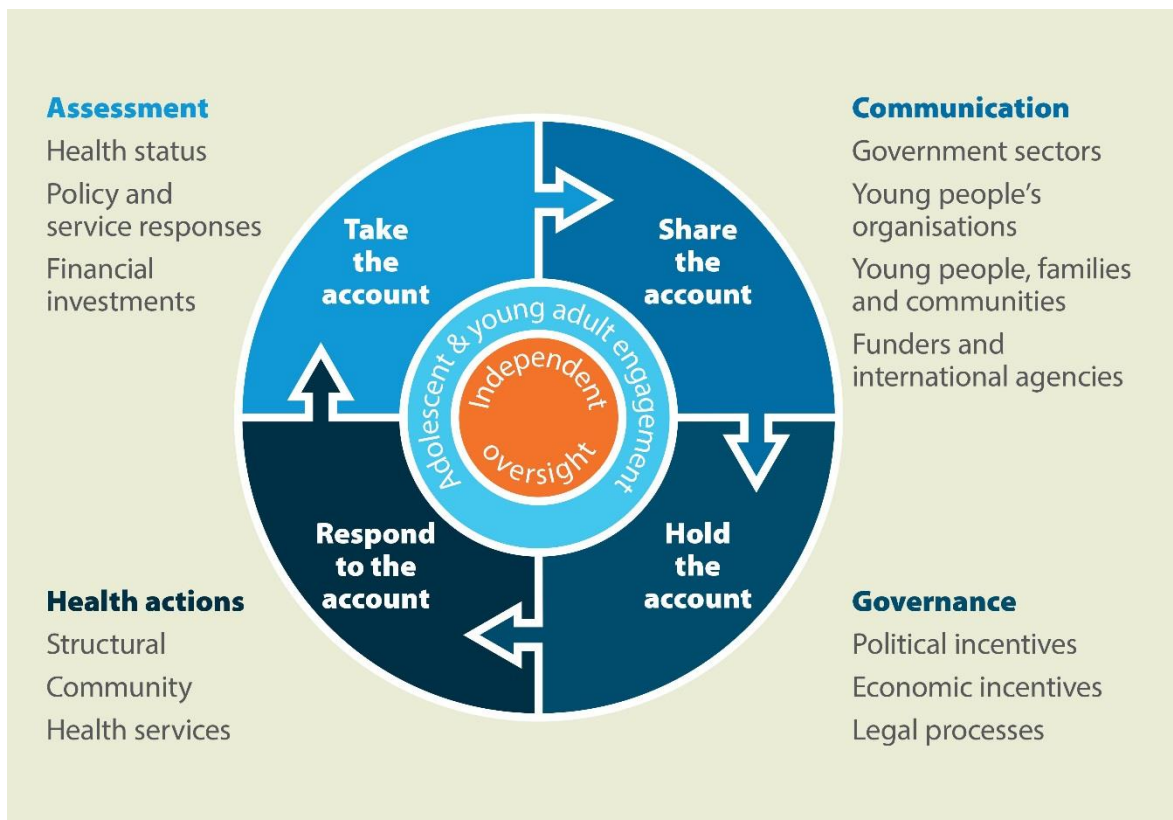 Assessment
Health status
Policy and
service responses
Financial
investments
Communication
Government sectors
Young people’s
organisations
Young people, families
and communities
Funders and
international agencies
Take
the
account
Share
the
account
Adolescent & young adult engagement
Independent
oversight
Respond
to the
account
Hold
the
account
Health actions
Structural
Community
Health services
Governance
Political incentives
Economic incentives
Legal processes